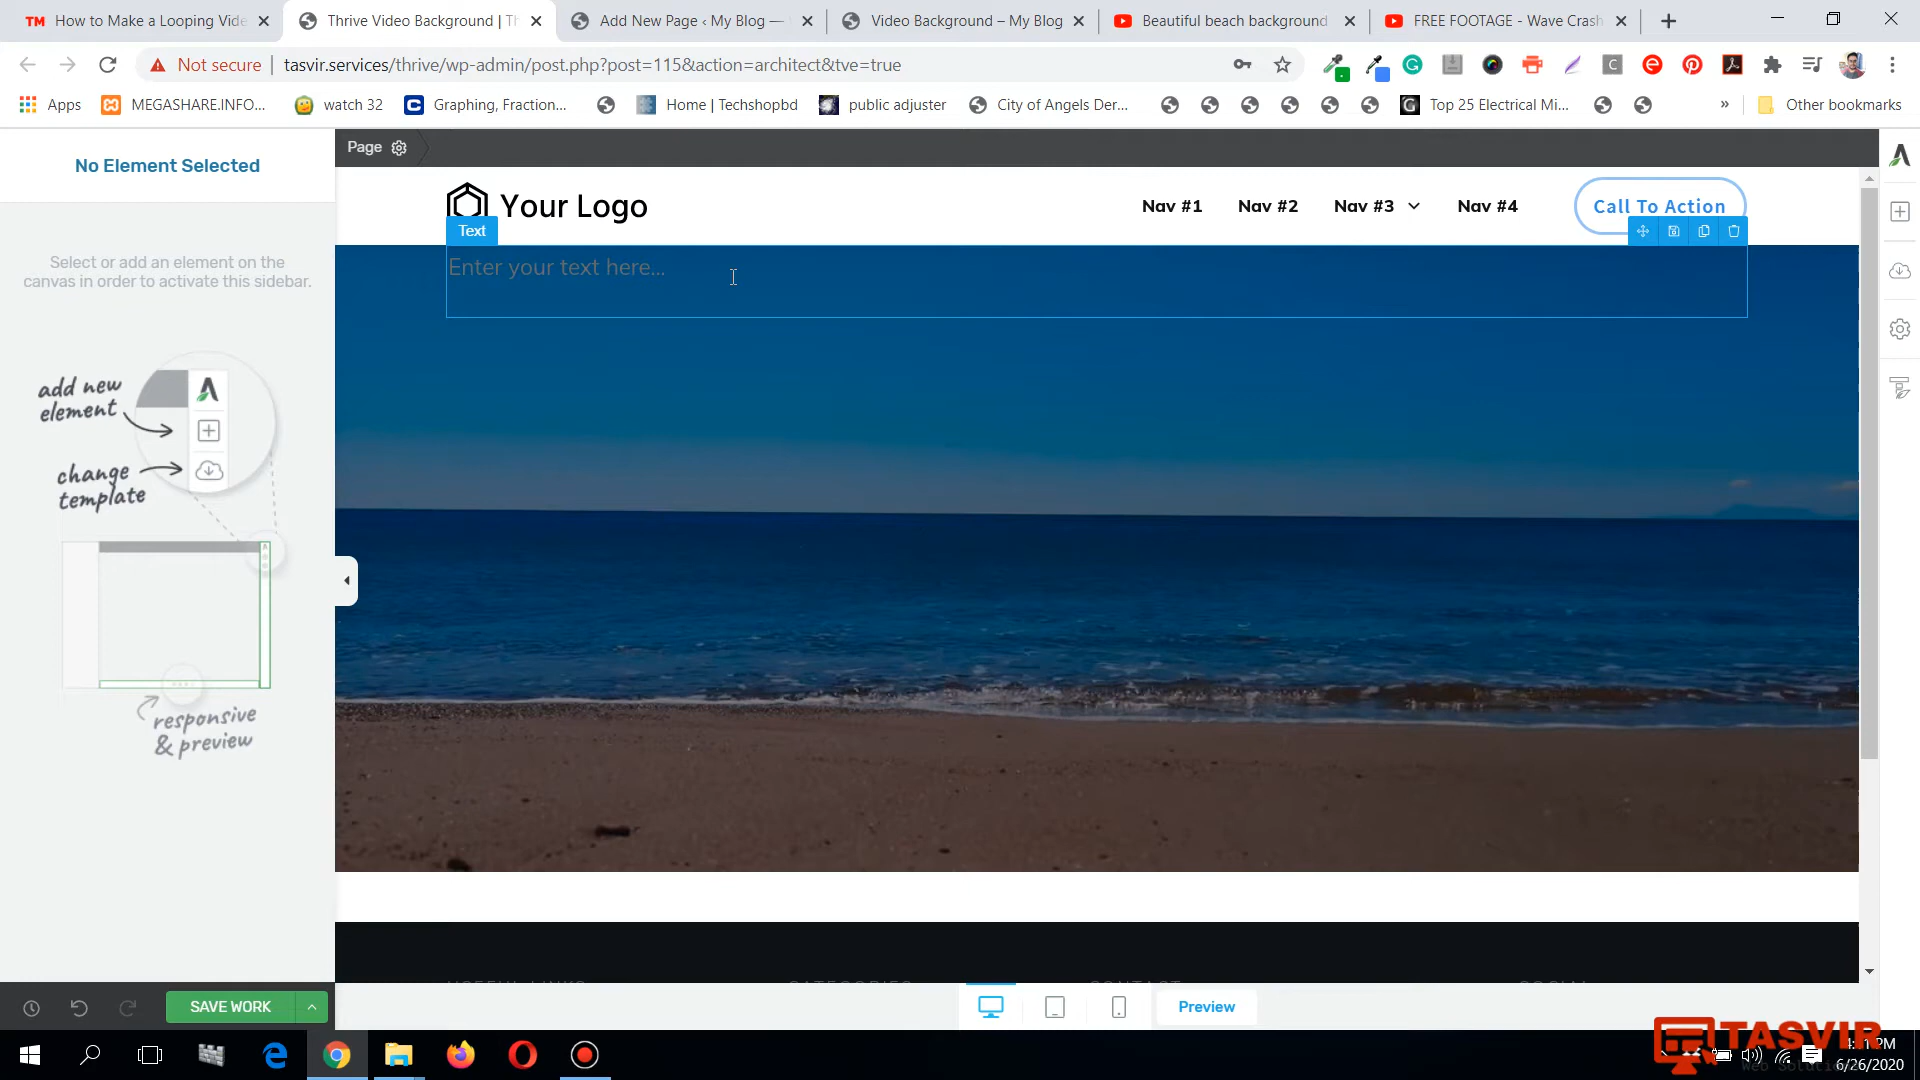 How to Make a Looping Vide
Thrive Video Background | Th
Add New Page ‹ My Blog —
Video Background – My Blog
Beautiful beach background
FREE FOOTAGE - Wave Crash
Not secure
tasvir.services/thrive/wp-admin/post.php?post=115&action=architect&tve=true
Apps
MEGASHARE.INFO...
watch 32
Graphing, Fraction...
Home | Techshopbd
public adjuster
City of Angels Der...
Top 25 Electrical Mi...
»
Other bookmarks
No Element Selected
Page
Your Logo
Nav #1
Nav #2
Nav #3
Nav #4
Call To Action
Text
Enter your text here...
Select or add an element on the
canvas in order to activate this sidebar.
add new
element
change
template
responsive
& preview
SAVE WORK
Preview
TASVIR
6/26/2020